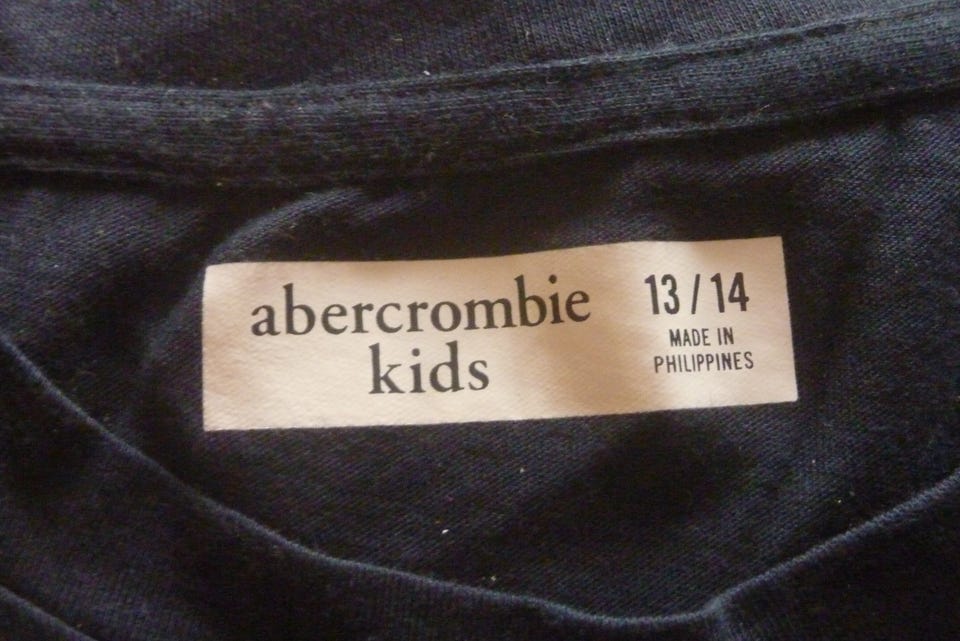 abercrombie
kids
13 / 14
MADE IN
PHILIPPINES